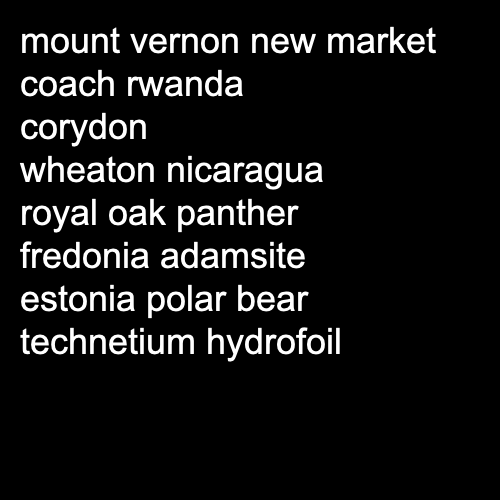 mount vernon new market
coach rwanda
corydon
wheaton nicaragua
royal oak panther
fredonia adamsite
estonia polar bear
technetium hydrofoil